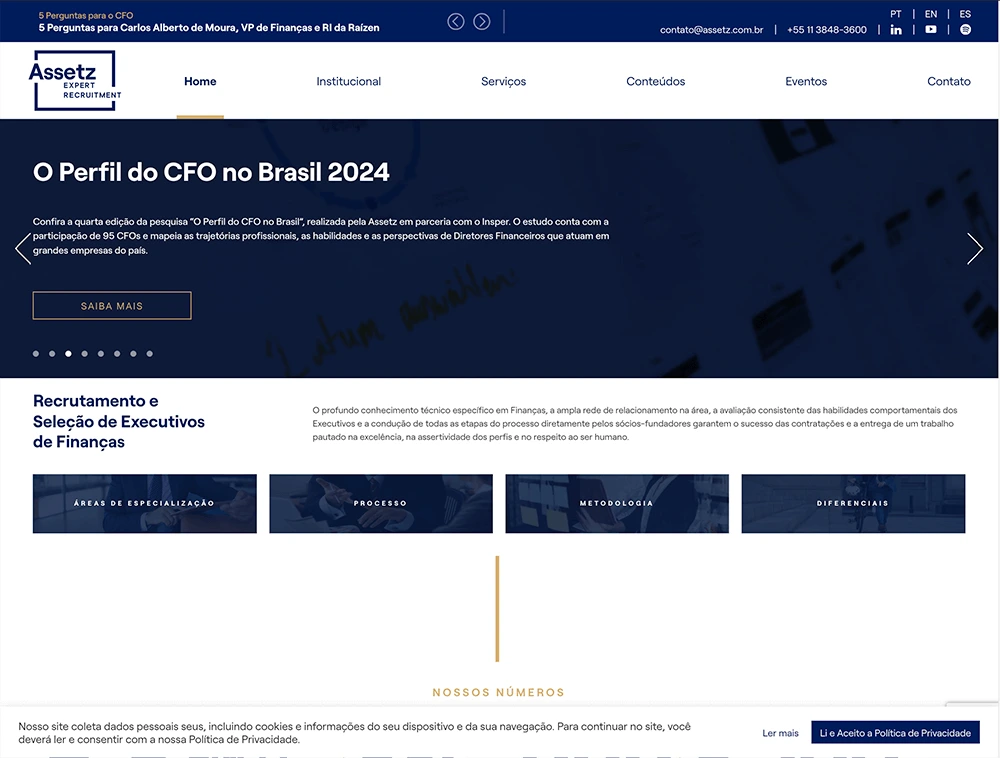 5 Perguntas para o CFO
5 Perguntas para Carlos Alberto de Moura, VP de Finanças e RI da Raízen
PT | EN | ES
contato@assetz.com.br | +55 11 3848-3600
Assetz
EXPERT
RECRUITMENT
Home
Institucional
Serviços
Conteúdos
Eventos
Contato
O Perfil do CFO no Brasil 2024
Confira a quarta edição da pesquisa “O Perfil do CFO no Brasil”, realizada pela Assetz em parceria com o Insper. O estudo conta com a
participação de 95 CFOs e mapeia as trajetórias profissionais, as habilidades e as perspectivas de Diretores Financeiros que atuam em
grandes empresas do país.
SAIBA MAIS
Recrutamento e
Seleção de Executivos
de Finanças
O profundo conhecimento técnico específico em Finanças, a ampla rede de relacionamento na área, a avaliação consistente das habilidades comportamentais dos
Executivos e a condução de todas as etapas do processo diretamente pelos sócios-fundadores garantem o sucesso das contratações e a entrega de um trabalho
pautado na excelência, na assertividade dos perfis e no respeito ao ser humano.
ÁREAS DE ESPECIALIZAÇÃO
PROCESSO
METODOLOGIA
DIFERENCIAIS
NOSSOS NÚMEROS
Nosso site coleta dados pessoais seus, incluindo cookies e informações do seu dispositivo e da sua navegação. Para continuar no site, você
deverá ler e consentir com a nossa Política de Privacidade.
Ler mais
Li e Aceito a Política de Privacidade